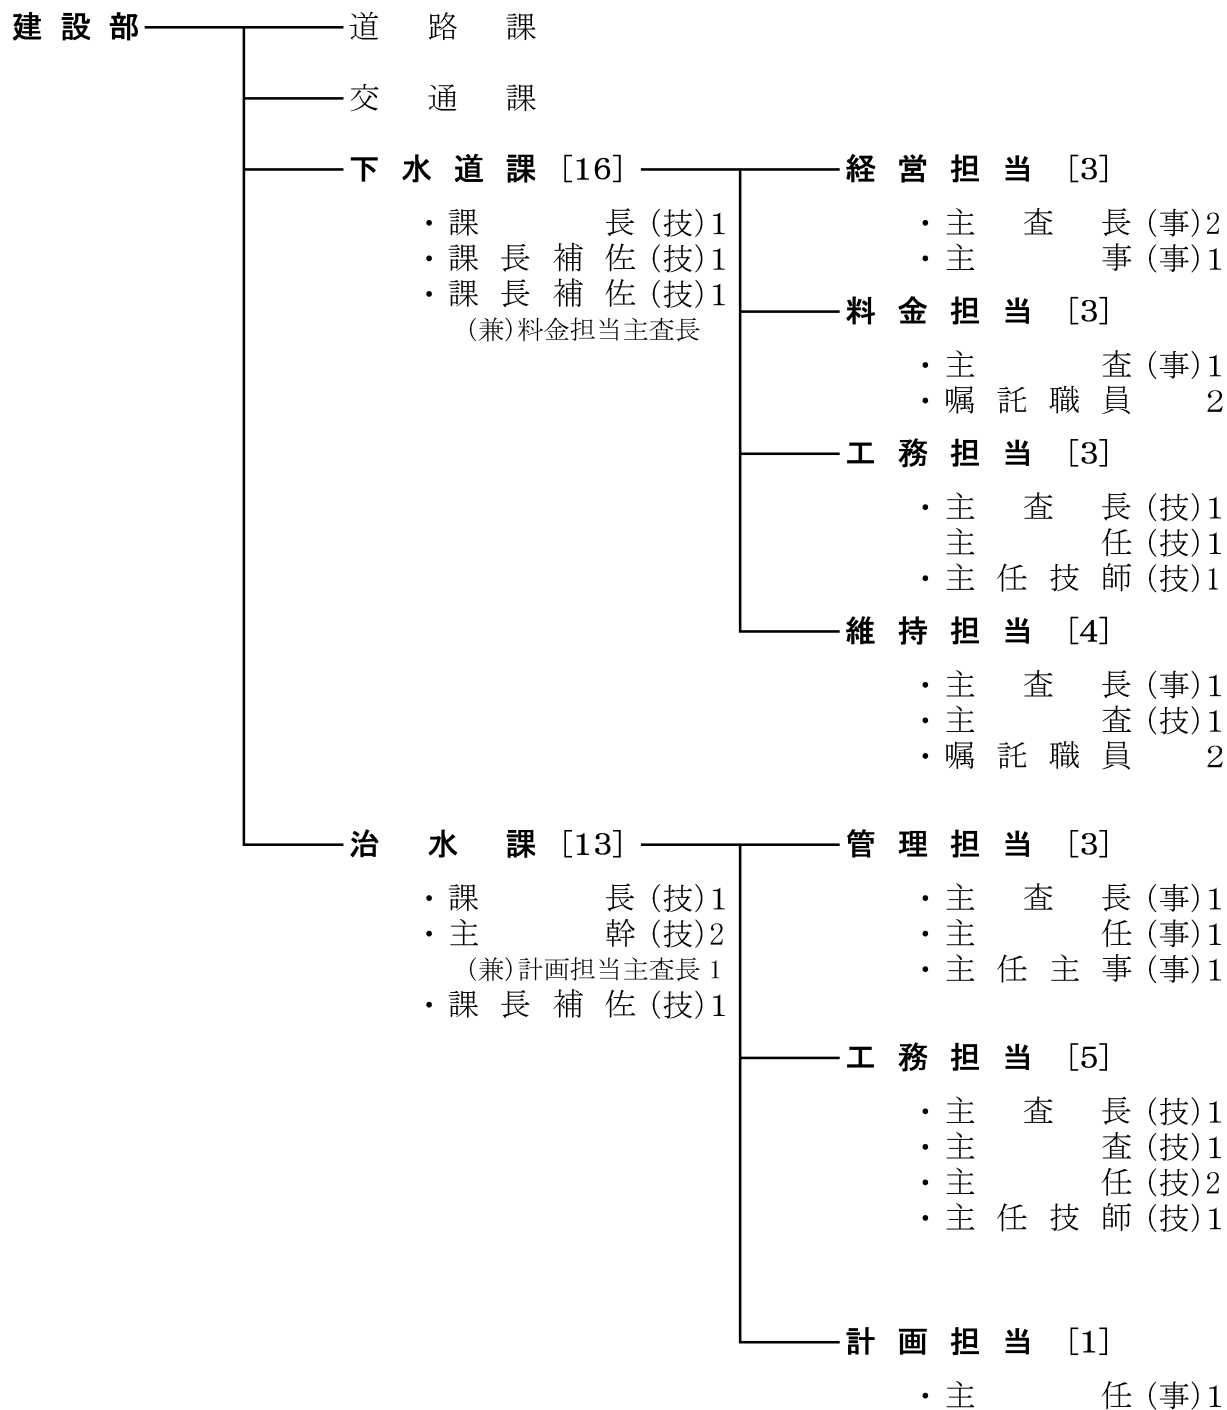 建設部
道路課
交通課
下水道課 [16]
・課長(技)1
・課長補佐(技)1
・課長補佐(技)1
(兼)料金担当主査長
経営担当 [3]
・主査長(事)2
・主事(事)1
料金担当 [3]
・主査(事)1
・嘱託職員 2
工務担当 [3]
・主査長(技)1
主任(技)1
・主任技師(技)1
維持担当 [4]
・主査長(事)1
・主査(技)1
・嘱託職員 2
治水課 [13]
・課長(技)1
・主幹(技)2
(兼)計画担当主査長 1
・課長補佐(技)1
管理担当 [3]
・主査長(事)1
・主任(事)1
・主任主事(事)1
工務担当 [5]
・主査長(技)1
・主査(技)1
・主任(技)2
・主任技師(技)1
計画担当 [1]
・主任(事)1